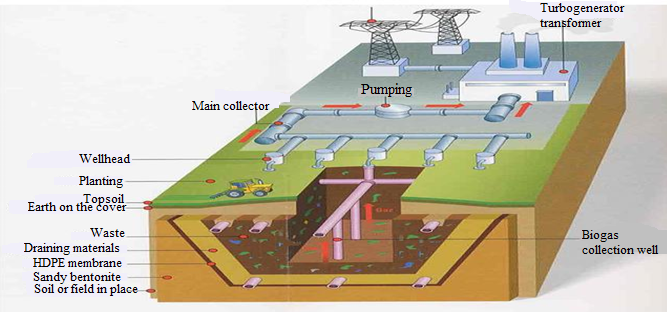 Turbogenerator
transformer
Pumping
Main collector
Wellhead
Planting
Topsoil
Earth on the cover
Gaz
Waste
Draining materials
HDPE membrane
Sandy bentonite
Soil or field in place
Biogas
collection well